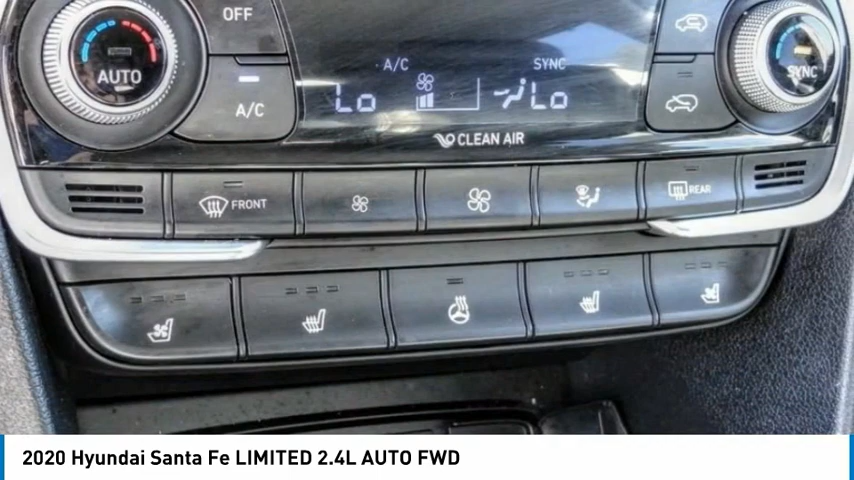 OFF
AUTO
A/C
A/C
SYNC
Lo
Lo
SYNC
CLEAN AIR
FRONT
REAR
2020 Hyundai Santa Fe LIMITED 2.4L AUTO FWD